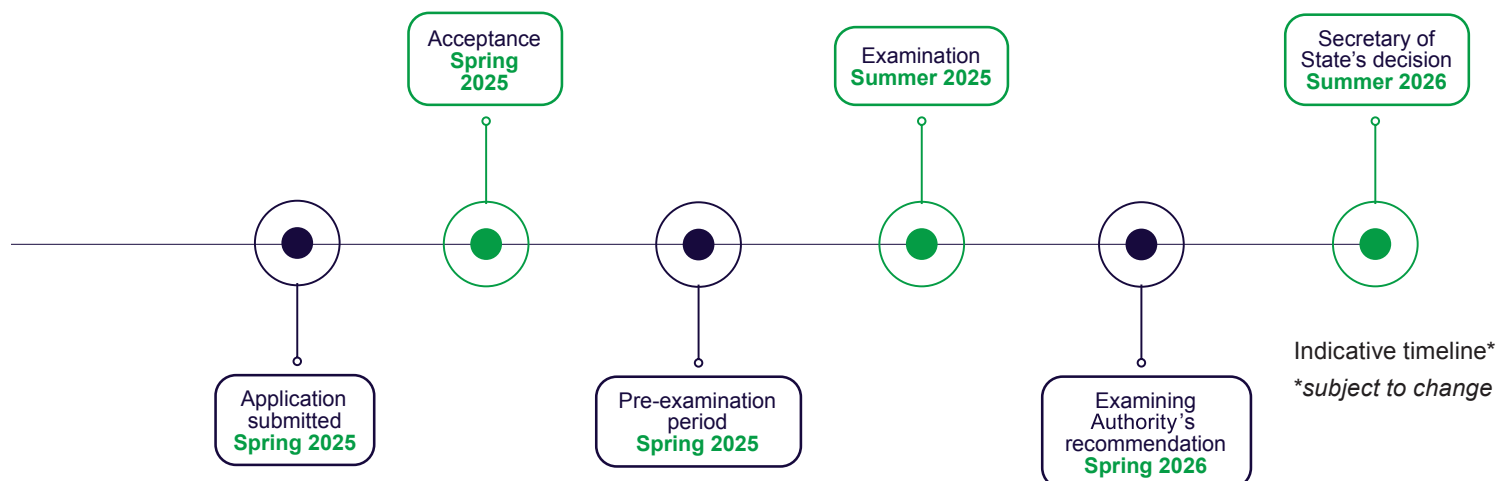 Acceptance
Spring
2025
Examination
Summer 2025
Secretary of
State’s decision
Summer 2026
Application
submitted
Spring 2025
Pre-examination
period
Spring 2025
Examining
Authority’s
recommendation
Spring 2026
Indicative timeline*
*subject to change